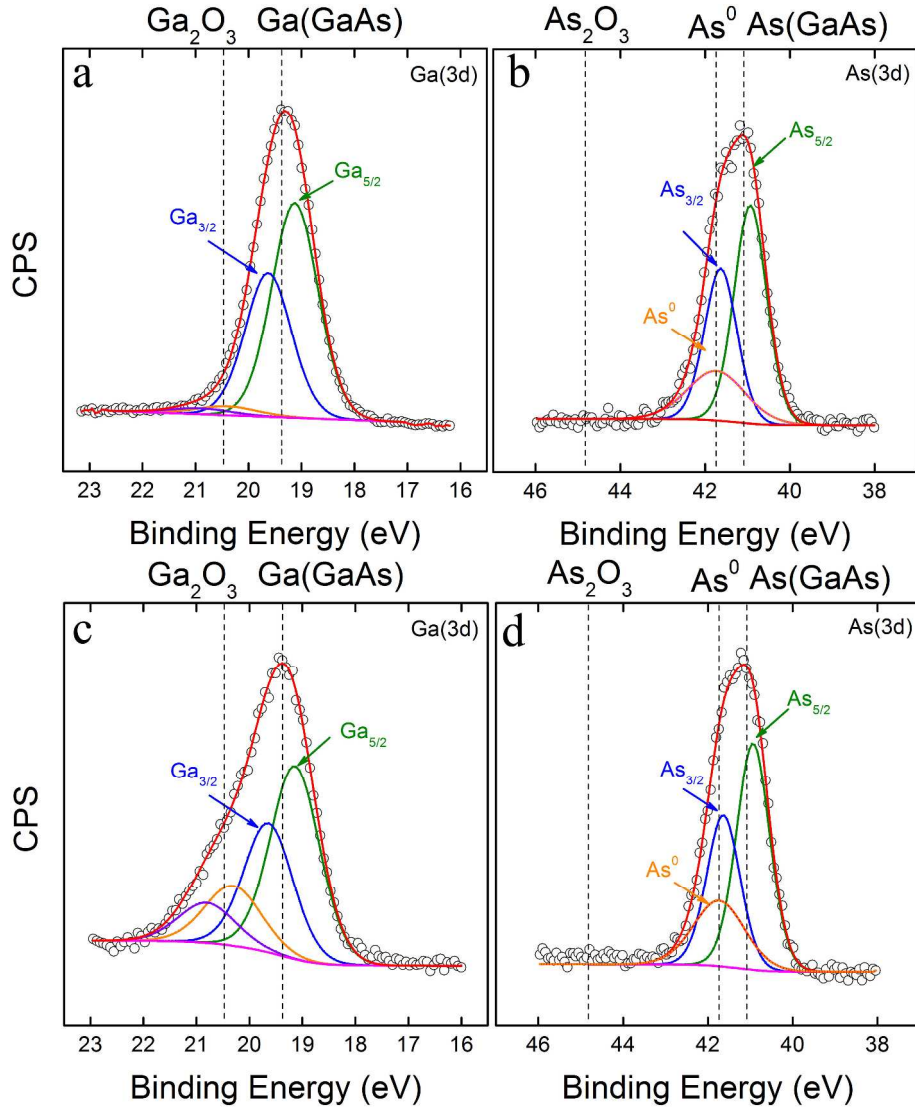 Ga₂O₃ Ga(GaAs) As₂O₃ As⁰ As(GaAs)
a Ga(3d)
Ga₅/₂
Ga₃/₂
b As(3d)
As₅/₂
As₃/₂
As⁰
CPS
23 22 21 20 19 18 17 16
46 44 42 40 38
Binding Energy (eV) Binding Energy (eV)
Ga₂O₃ Ga(GaAs) As₂O₃ As⁰ As(GaAs)
c Ga(3d)
Ga₅/₂
Ga₃/₂
d As(3d)
As₅/₂
As₃/₂
As⁰
CPS
23 22 21 20 19 18 17 16
46 44 42 40 38
Binding Energy (eV) Binding Energy (eV)